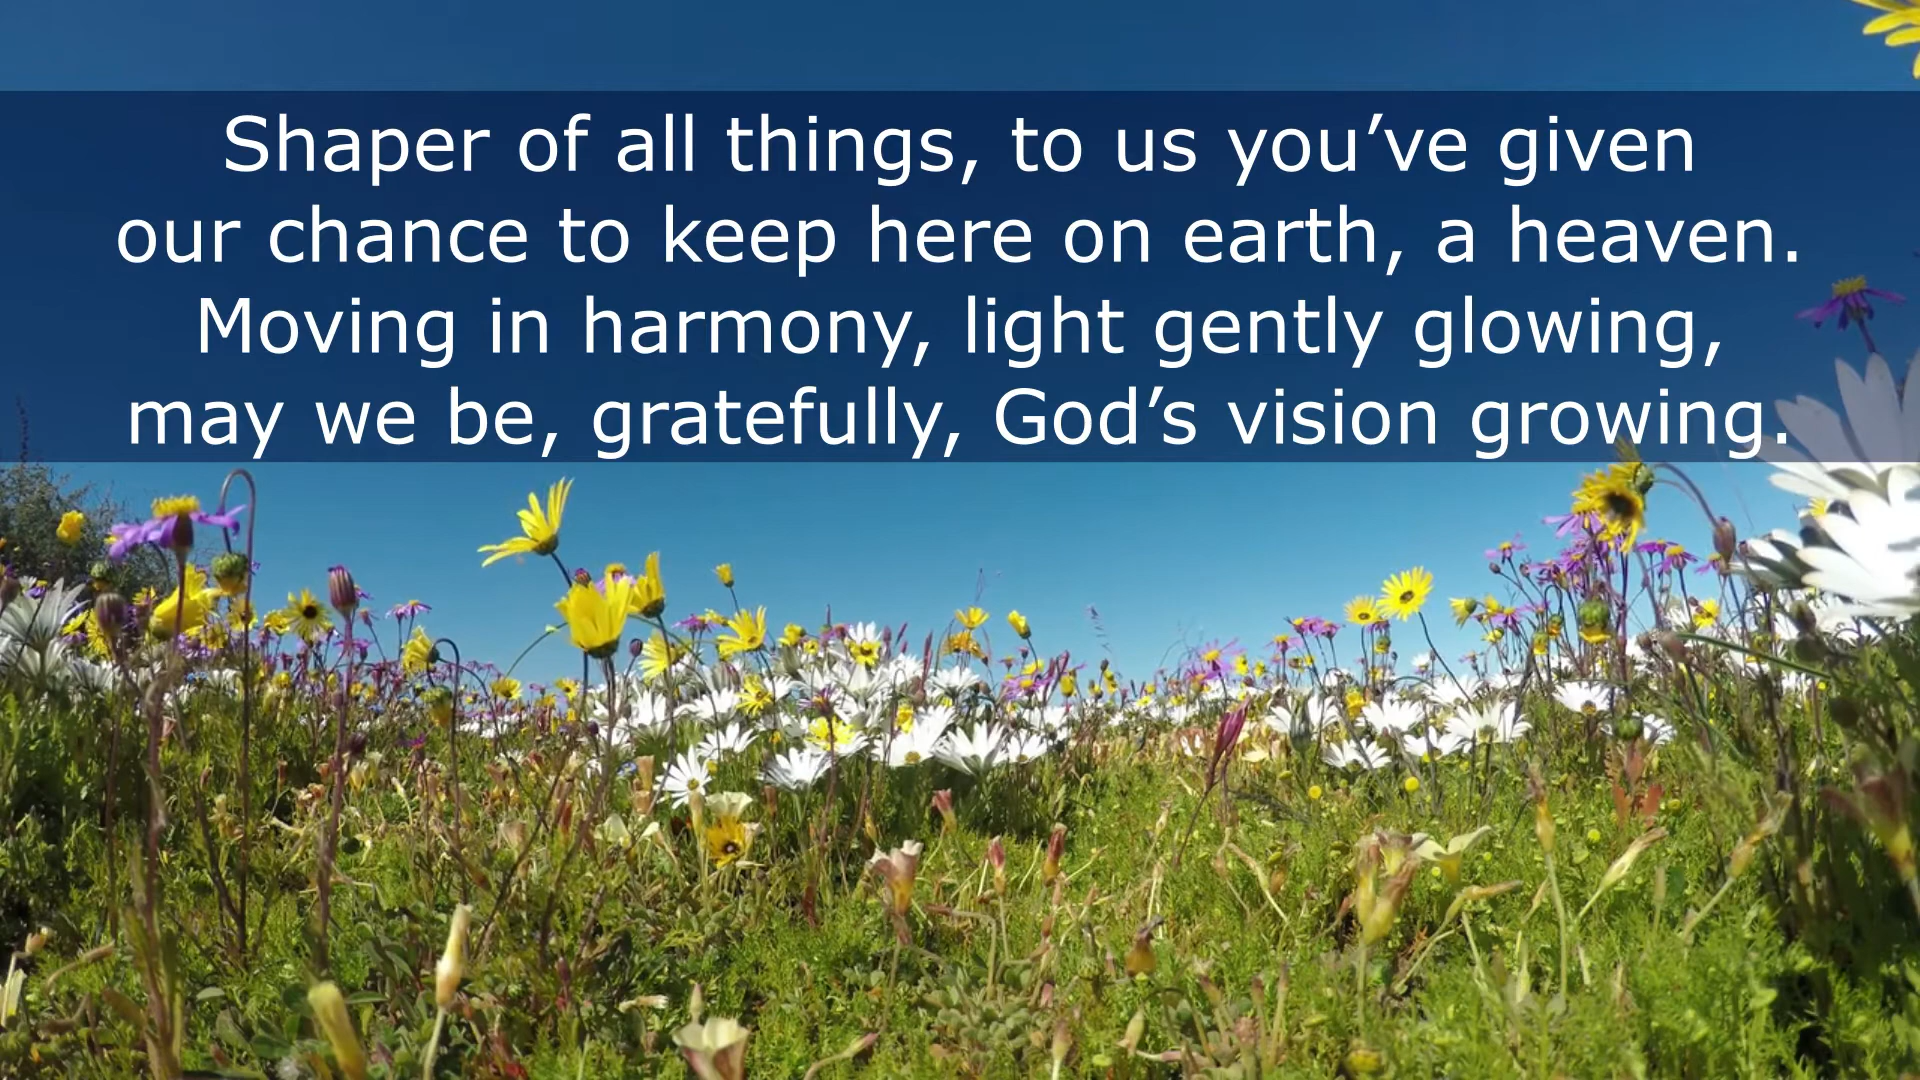 Shaper of all things, to us you’ve given
our chance to keep here on earth, a heaven.
Moving in harmony, light gently glowing,
may we be, gratefully, God’s vision growing.